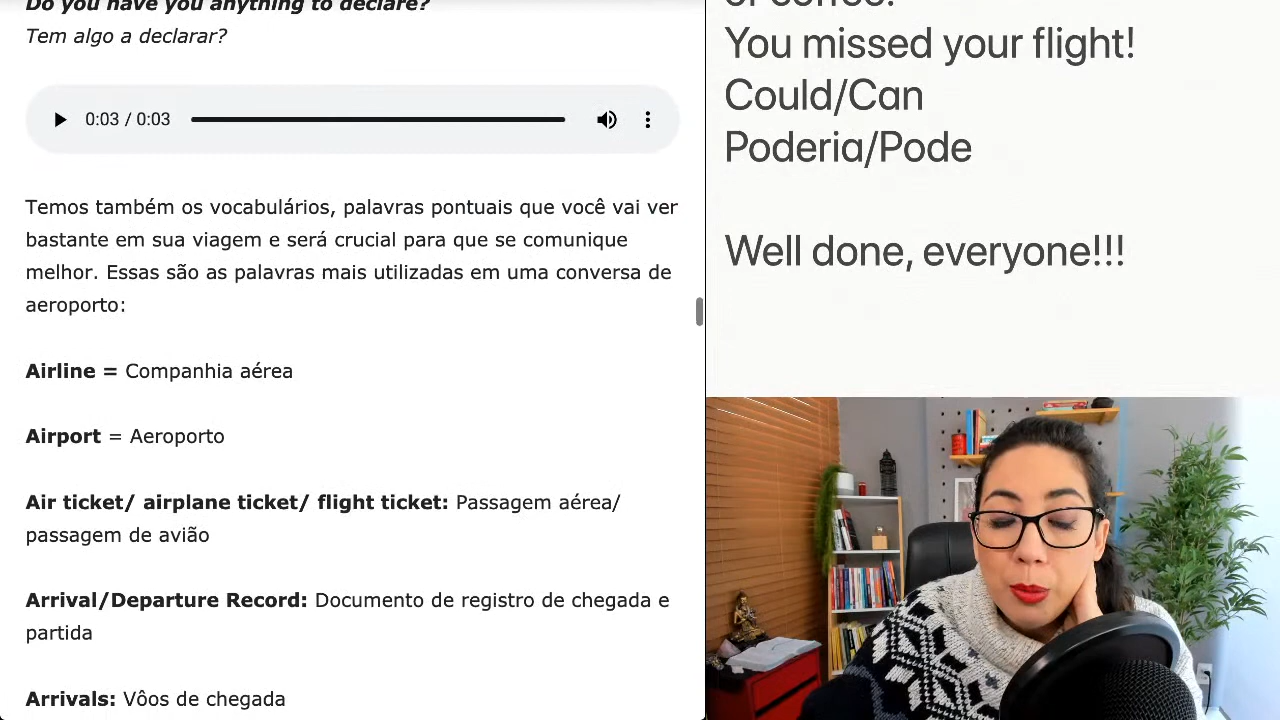 Do you have you anything to declare?
Tem algo a declarar?
0:03 / 0:03
Temos também os vocabulários, palavras pontuais que você vai ver
bastante em sua viagem e será crucial para que se comunique
melhor. Essas são as palavras mais utilizadas em uma conversa de
aeroporto:
Airline = Companhia aérea
Airport = Aeroporto
Air ticket/ airplane ticket/ flight ticket: Passagem aérea/
passagem de avião
Arrival/Departure Record: Documento de registro de chegada e
partida
Arrivals: Vôos de chegada
You missed your flight!
Could/Can
Poderia/Pode
Well done, everyone!!!